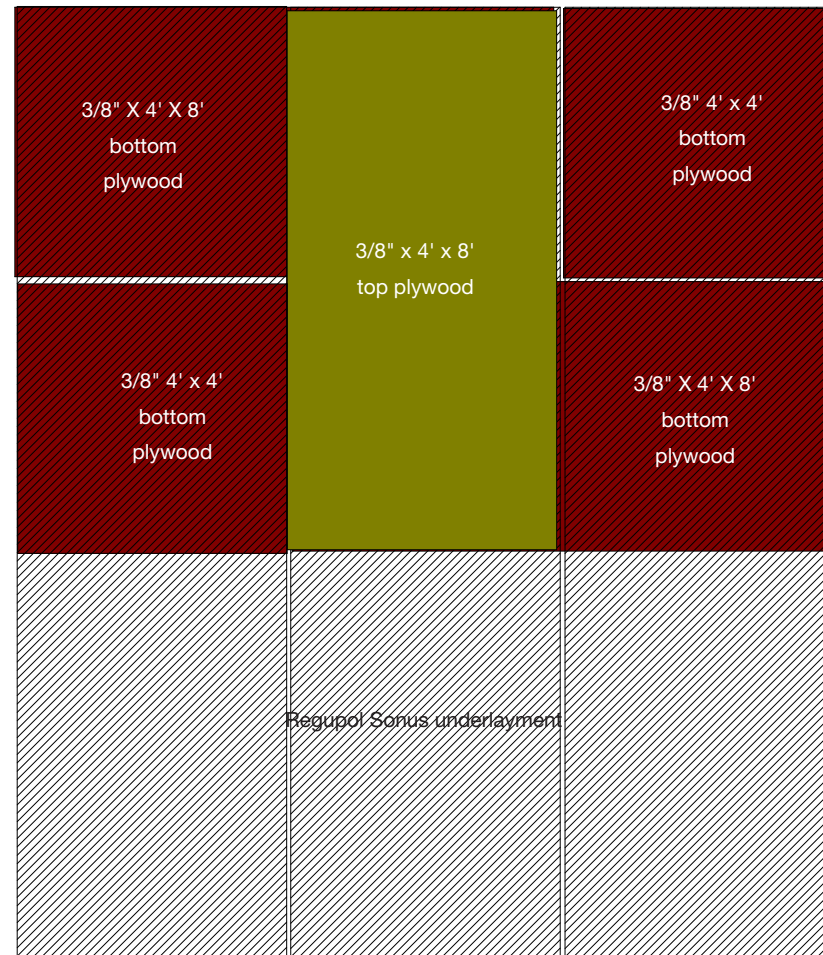 3/8" X 4' X 8'
bottom
plywood
3/8" 4' x 4'
bottom
plywood
3/8" x 4' x 8'
top plywood
3/8" 4' x 4'
bottom
plywood
3/8" X 4' X 8'
bottom
plywood
Regupol Sonus underlayment